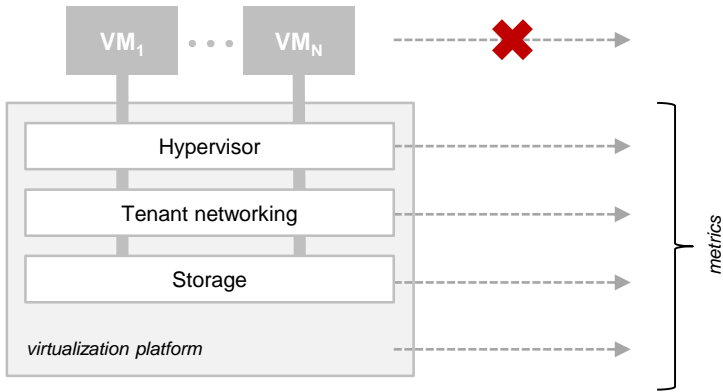 VM1 ... VMN
Hypervisor
Tenant networking
Storage
virtualization platform
metrics